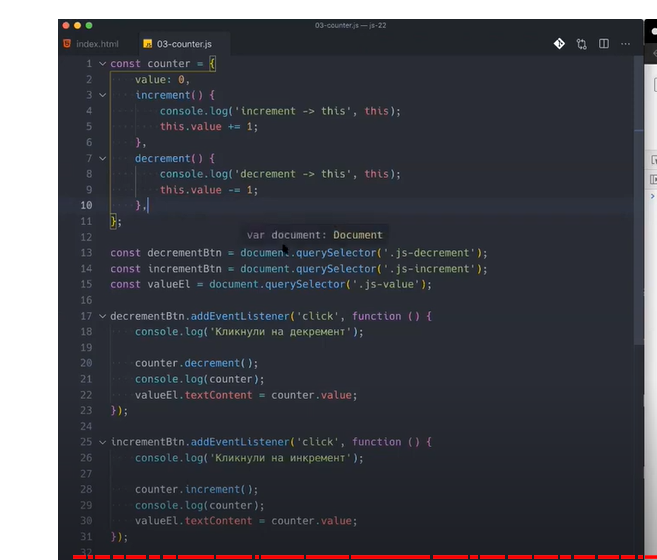 03-counter.js — js-22
index.html
03-counter.js
1 const counter = {
2 value: 0,
3 increment() {
4 console.log('increment -> this', this);
5 this.value += 1;
6 },
7 decrement() {
8 console.log('decrement -> this', this);
9 this.value -= 1;
10 },
11 };
var document: Document
12
13 const decrementBtn = document.querySelector('.js-decrement');
14 const incrementBtn = document.querySelector('.js-increment');
15 const valueEl = document.querySelector('.js-value');
16
17 decrementBtn.addEventListener('click', function () {
18 console.log('Кликнули на декремент');
19
20 counter.decrement();
21 console.log(counter);
22 valueEl.textContent = counter.value;
23 });
24
25 incrementBtn.addEventListener('click', function () {
26 console.log('Кликнули на инкремент');
27
28 counter.increment();
29 console.log(counter);
30 valueEl.textContent = counter.value;
31 });
32